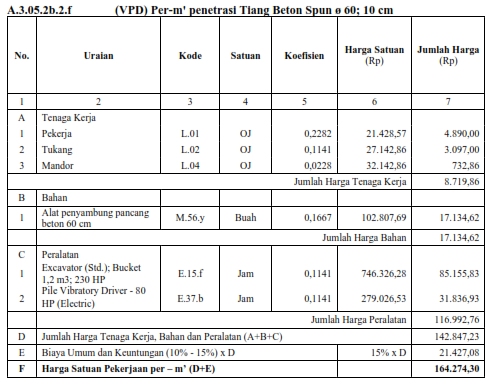 A.3.05.2b.2.f (VPD) Per-m' penetrasi Tiang Beton Spun ø 60; 10 cm
No. Uraian Kode Satuan Koefisien Harga Satuan (Rp) Jumlah Harga (Rp)
1 2 3 4 5 6 7
A Tenaga Kerja
1 Pekerja L.01 OJ 0,2282 21.428,57 4.890,00
2 Tukang L.02 OJ 0,1141 27.142,86 3.097,00
3 Mandor L.04 OJ 0,0228 32.142,86 732,86
Jumlah Harga Tenaga Kerja 8.719,86
B Bahan
1 Alat penyambung pancang beton 60 cm M.56.y Buah 0,1667 102.807,69 17.134,62
Jumlah Harga Bahan 17.134,62
C Peralatan
1 Excavator (Std.); Bucket 1,2 m3; 230 HP E.15.f Jam 0,1141 746.326,28 85.155,83
2 Pile Vibratory Driver - 80 HP (Electric) E.37.b Jam 0,1141 279.026,53 31.836,93
Jumlah Harga Peralatan 116.992,76
D Jumlah Harga Tenaga Kerja, Bahan dan Peralatan (A+B+C) 142.847,23
E Biaya Umum dan Keuntungan (10% - 15%) x D 15% x D 21.427,08
F Harga Satuan Pekerjaan per – m’ (D+E) 164.274,30